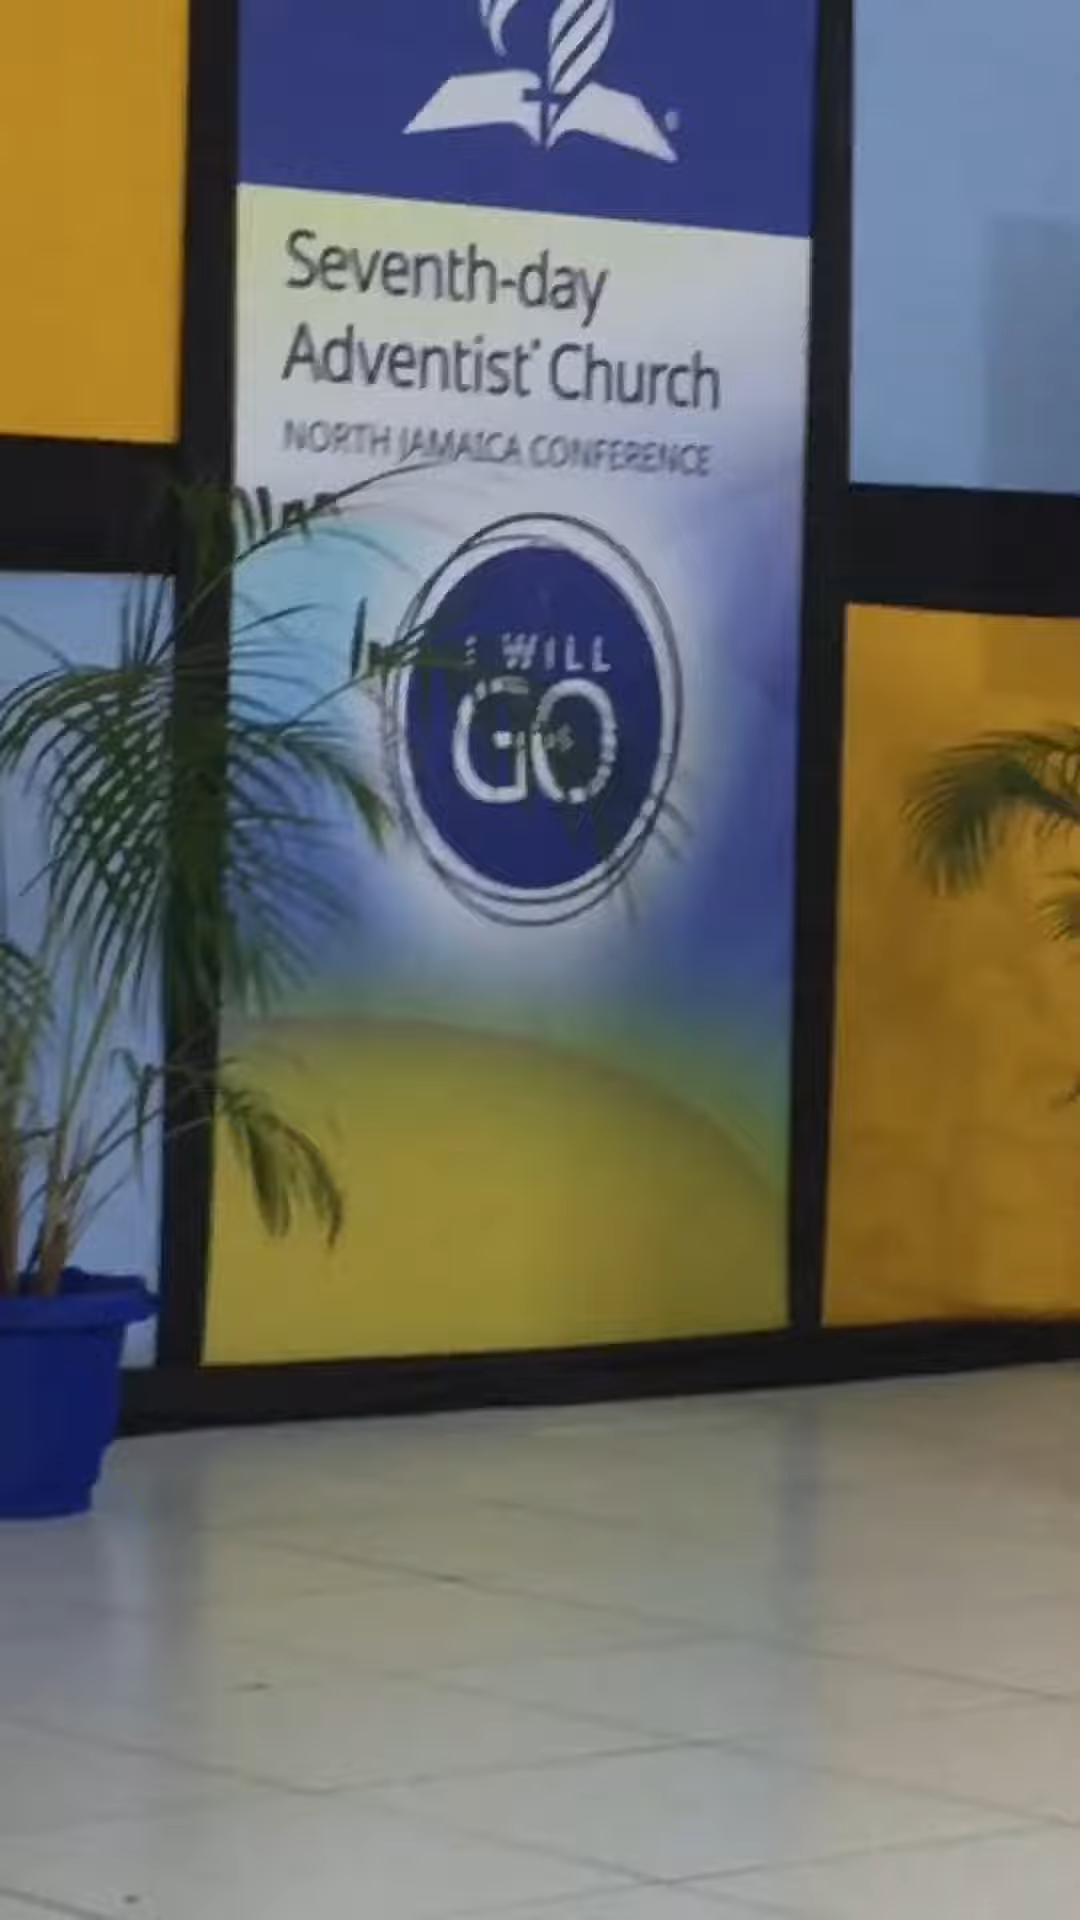 Seventh-day
Adventist® Church
NORTH JAMAICA CONFERENCE
I WILL
GO